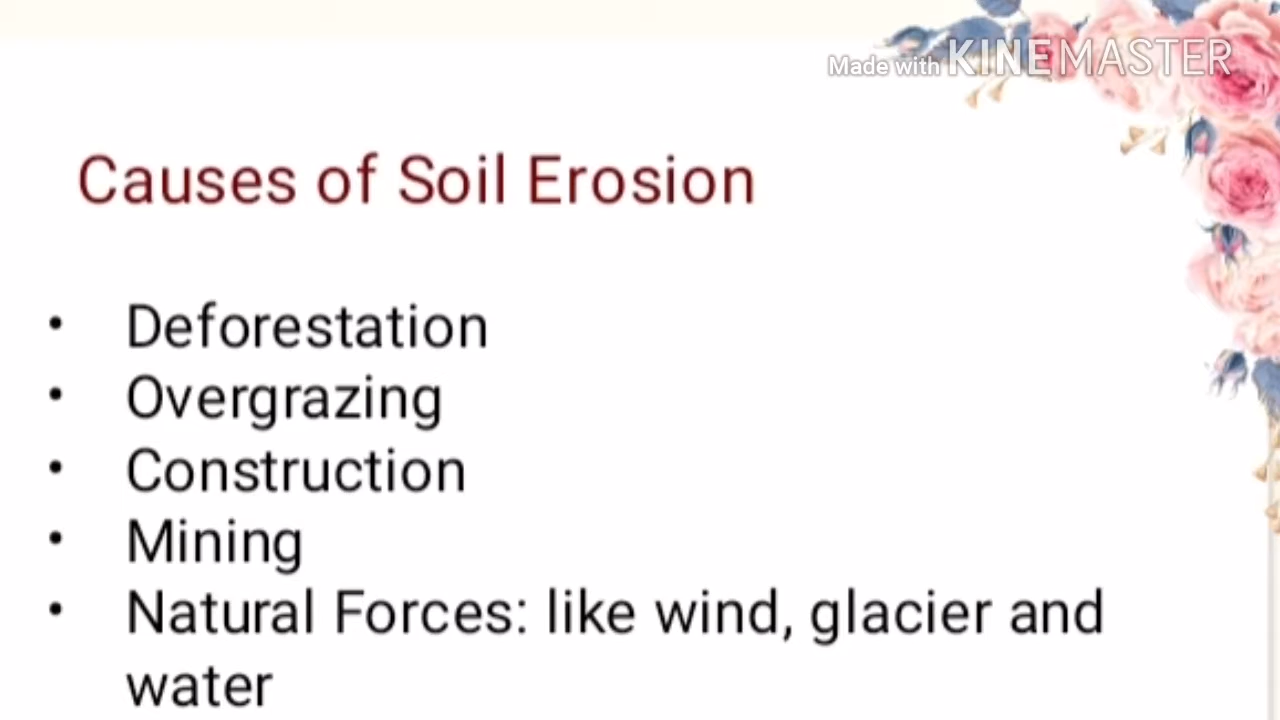 Made with KINEMASTER
Causes of Soil Erosion
• Deforestation
• Overgrazing
• Construction
• Mining
• Natural Forces: like wind, glacier and
water